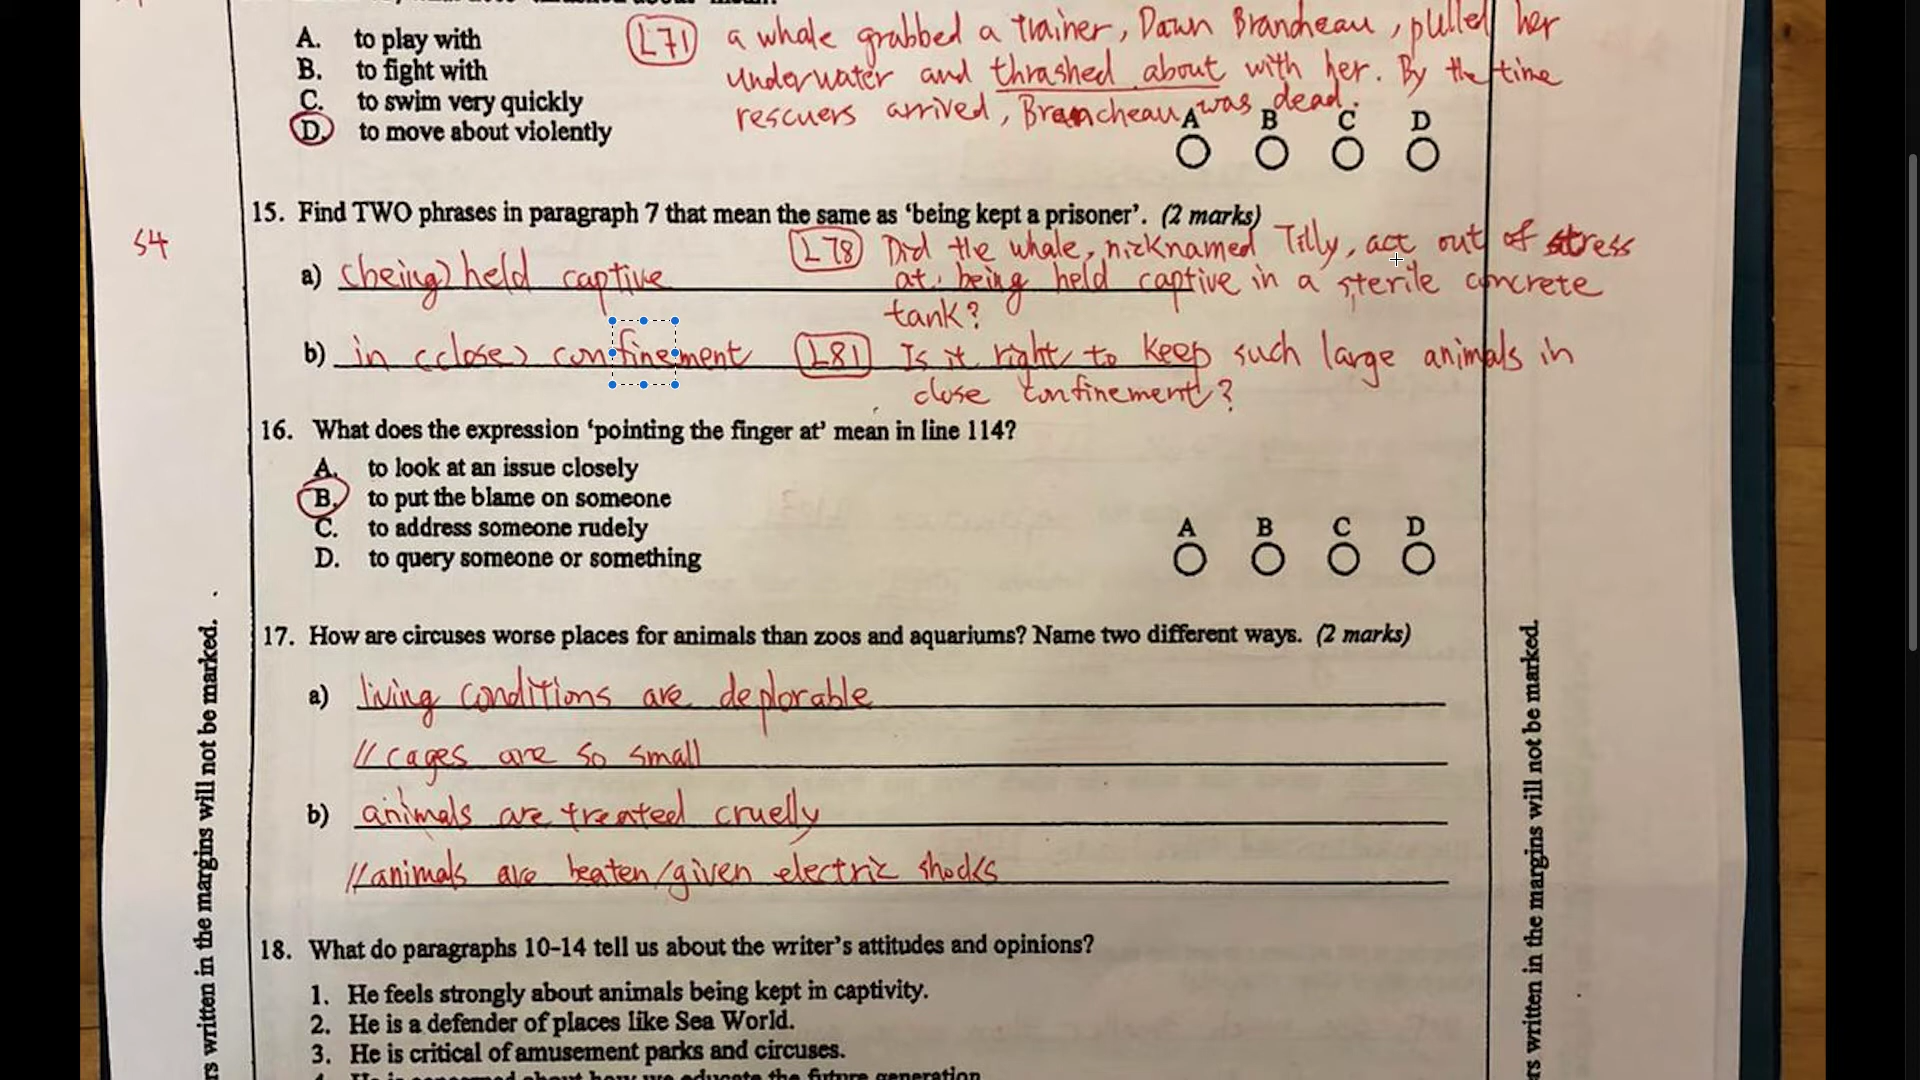 A. to play with
B. to fight with
C. to swim very quickly
D. to move about violently
L71 a whale grabbed a trainer, Dawn Brancheau, pulled her
underwater and thrashed about with her. By the time
rescuers arrived, Brancheau was dead.
A B C D
54
15. Find TWO phrases in paragraph 7 that mean the same as ‘being kept a prisoner’. (2 marks)
L78 Did the whale, nicknamed Tilly, act out of stress
a) (being) held captive
at being held captive in a sterile concrete
tank?
b) in (close) confinement
L81 Is it right to keep such large animals in
close confinement?
16. What does the expression ‘pointing the finger at’ mean in line 114?
A. to look at an issue closely
B. to put the blame on someone
C. to address someone rudely
D. to query someone or something
A B C D
17. How are circuses worse places for animals than zoos and aquariums? Name two different ways. (2 marks)
a) living conditions are deplorable
// cages are so small
b) animals are treated cruelly
// animals are beaten/given electric shocks
18. What do paragraphs 10-14 tell us about the writer’s attitudes and opinions?
1. He feels strongly about animals being kept in captivity.
2. He is a defender of places like Sea World.
3. He is critical of amusement parks and circuses.
about how we educate the future generation
rs written in the margins will not be marked.
rs written in the margins will not be marked.